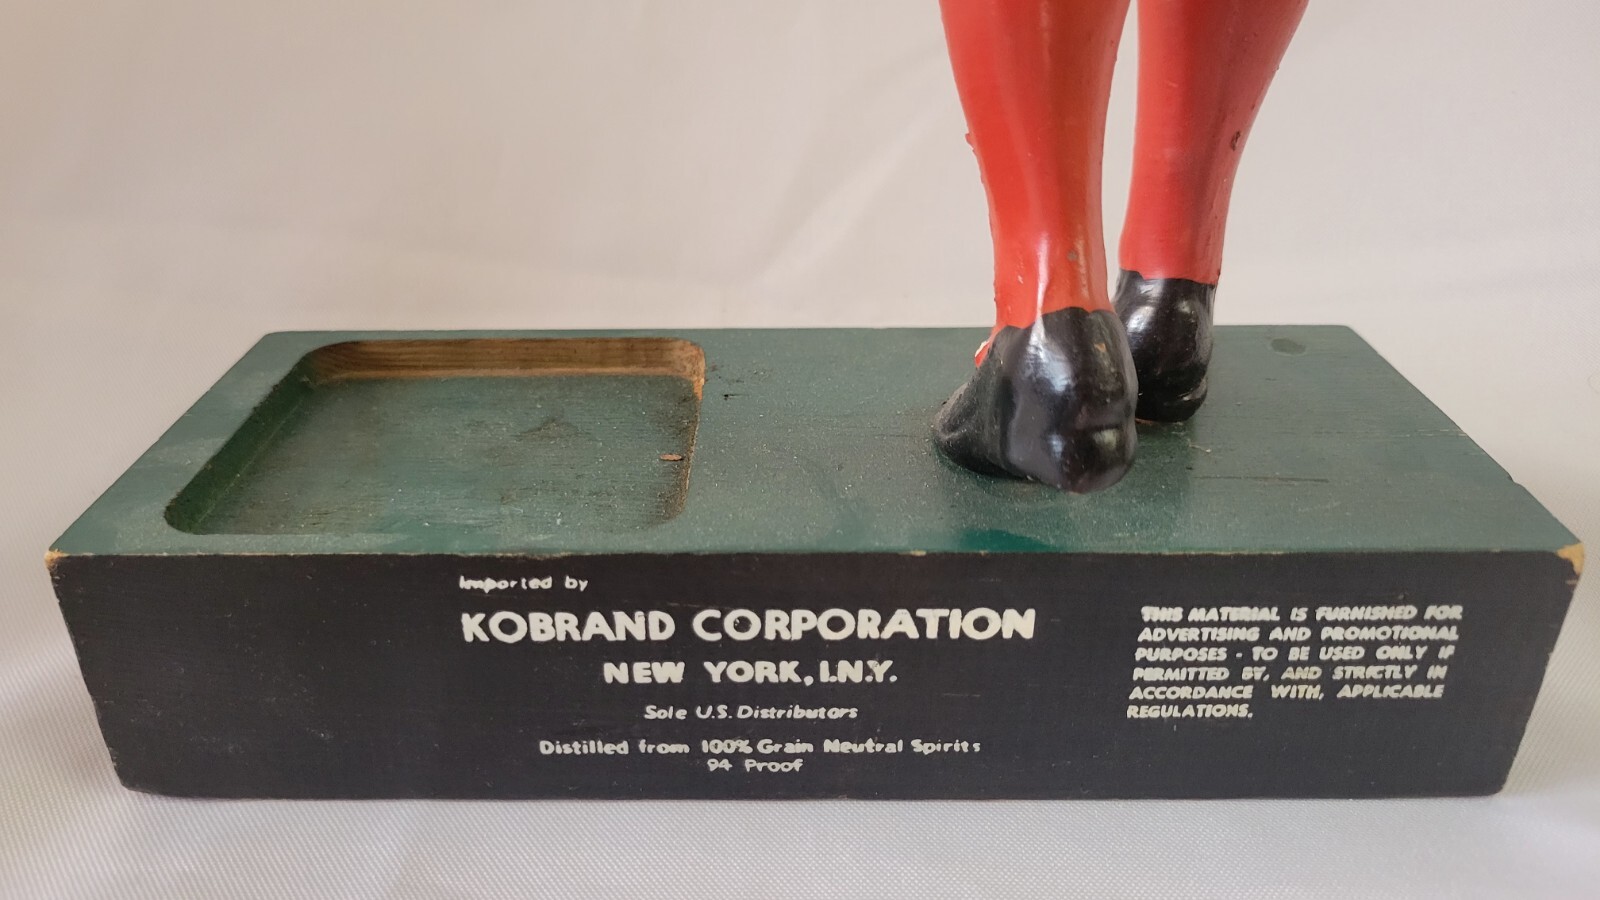 Imported by
KOBRAND CORPORATION
NEW YORK, I.N.Y.
Sole U.S. Distributors
Distilled from 100% Grain Neutral Spirits
94 Proof
THIS MATERIAL IS FURNISHED FOR
ADVERTISING AND PROMOTIONAL
PURPOSES - TO BE USED ONLY IF
PERMITTED BY, AND STRICTLY IN
ACCORDANCE WITH, APPLICABLE
REGULATIONS.